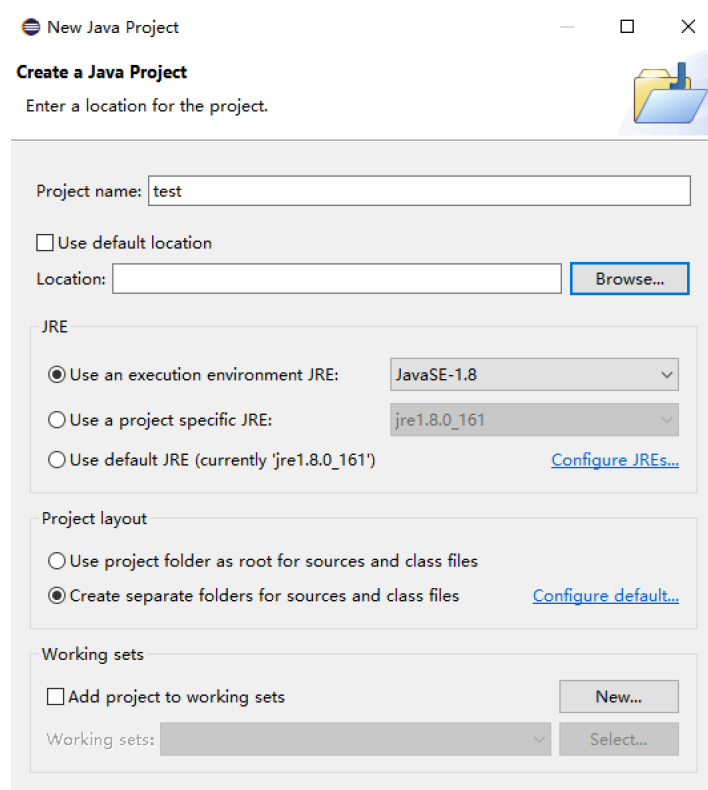 New Java Project
Create a Java Project
Enter a location for the project.
Project name: test
Use default location
Location: Browse...
JRE
Use an execution environment JRE: JavaSE-1.8
Use a project specific JRE: jre1.8.0_161
Use default JRE (currently 'jre1.8.0_161') Configure JREs...
Project layout
Use project folder as root for sources and class files
Create separate folders for sources and class files Configure default...
Working sets
Add project to working sets New...
Working sets: Select...